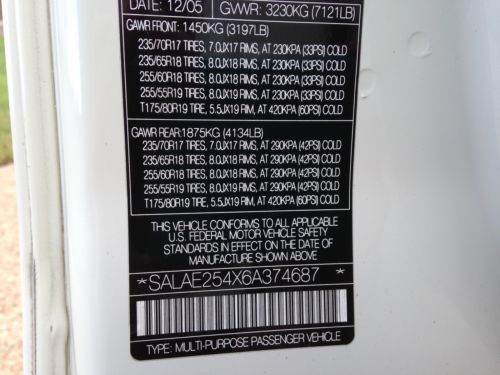 DATE: 12/05 GVWR: 3230KG (7121LB)
GAWR FRONT: 1450KG (3197LB)
235/70R17 TIRES, 7.0JX17 RIMS, AT 230KPA (33PSI) COLD
235/65R18 TIRES, 8.0JX18 RIMS, AT 230KPA (33PSI) COLD
255/60R18 TIRES, 8.0JX18 RIMS, AT 230KPA (33PSI) COLD
255/55R19 TIRES, 8.0JX19 RIMS, AT 230KPA (33PSI) COLD
T175/80R19 TIRE, 5.5JX19 RIM, AT 420KPA (60PSI) COLD
GAWR REAR:1875KG (4134LB)
235/70R17 TIRES, 7.0JX17 RIMS, AT 290KPA (42PSI) COLD
235/65R18 TIRES, 8.0JX18 RIMS, AT 290KPA (42PSI) COLD
255/60R18 TIRES, 8.0JX18 RIMS, AT 290KPA (42PSI) COLD
255/55R19 TIRES, 8.0JX19 RIMS, AT 290KPA (42PSI) COLD
T175/80R19 TIRE, 5.5JX19 RIM, AT 420KPA (60PSI) COLD
THIS VEHICLE CONFORMS TO ALL APPLICABLE
U.S. FEDERAL MOTOR VEHICLE SAFETY
STANDARDS IN EFFECT ON THE DATE OF
MANUFACTURE SHOWN ABOVE
*SALAE254X6A374687*
TYPE: MULTI-PURPOSE PASSENGER VEHICLE